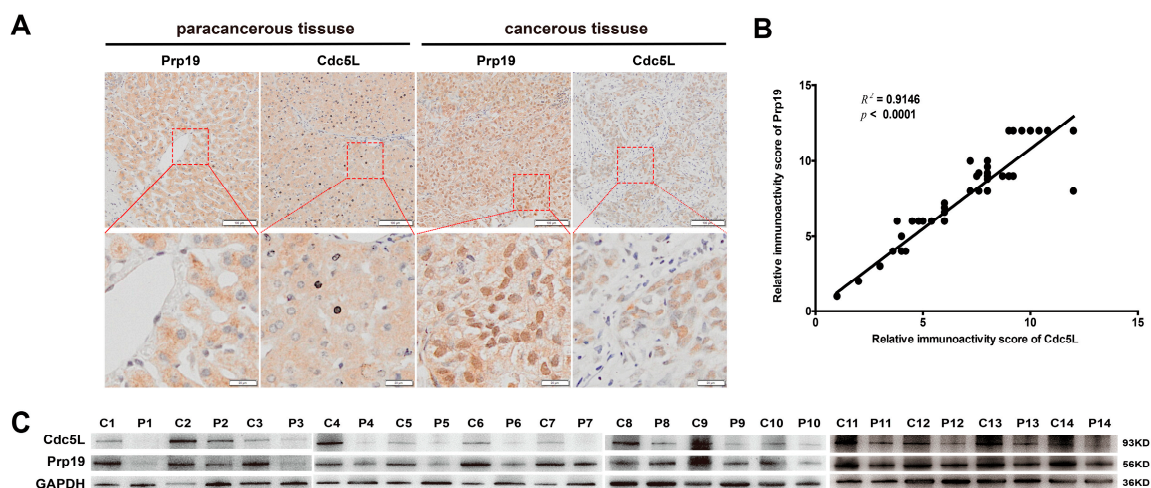 A
paracancerous tissuse
cancerous tissuse
Prp19
Cdc5L
Prp19
Cdc5L
B
15
10
5
0
0
5
10
15
R² = 0.9146
p < 0.0001
Relative immunoactivity score of Prp19
Relative immunoactivity score of Cdc5L
C
C1 P1 C2 P2 C3 P3 C4 P4 C5 P5 C6 P6 C7 P7 C8 P8 C9 P9 C10 P10 C11 P11 C12 P12 C13 P13 C14 P14
Cdc5L 93KD
Prp19 56KD
GAPDH 36KD